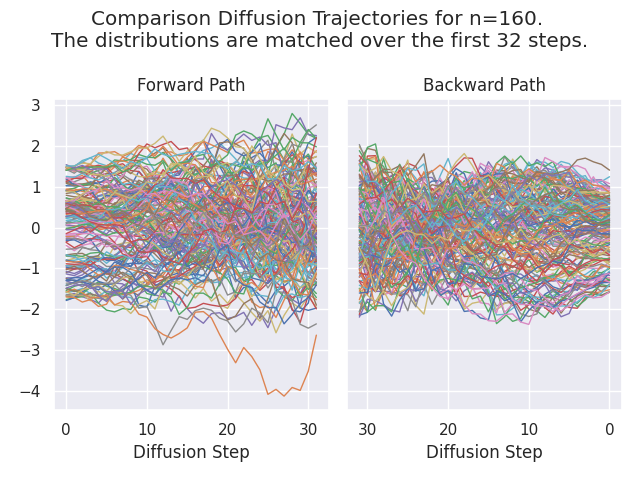 Comparison Diffusion Trajectories for n=160.
The distributions are matched over the first 32 steps.
Forward Path
Backward Path
3
2
1
0
−1
−2
−3
−4
0 10 20 30
30 20 10 0
Diffusion Step
Diffusion Step